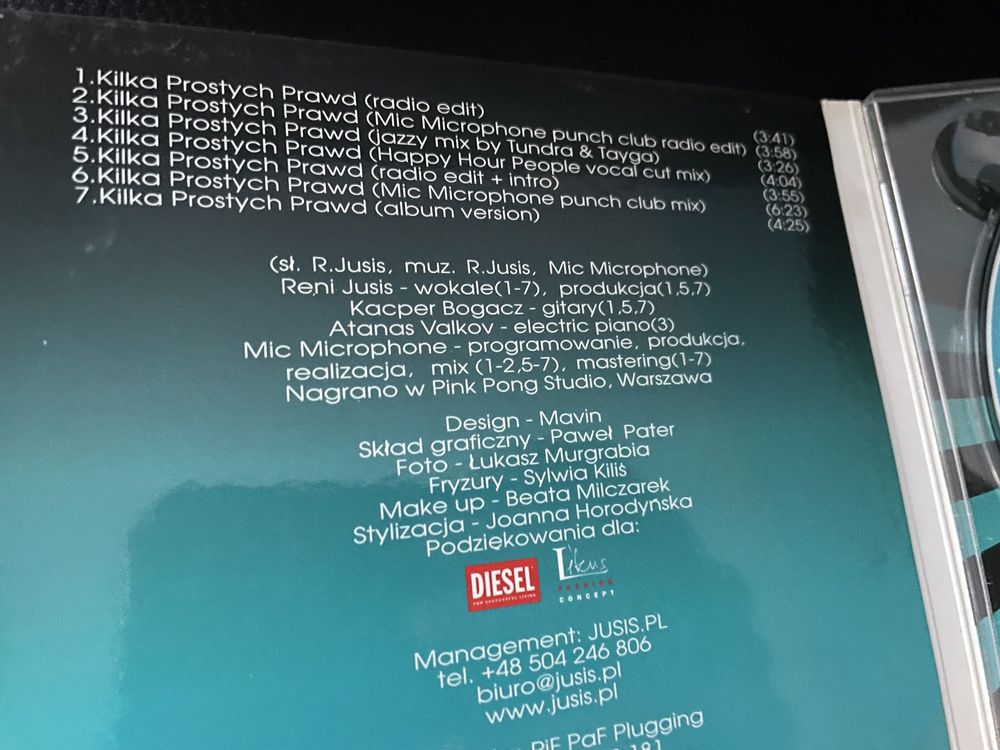 1.Kilka Prostych Prawd (radio edit) (3:41)
2.Kilka Prostych Prawd (Mic Microphone punch club radio edit) (3:58)
3.Kilka Prostych Prawd (jazzy mix by Tundra & Tayga) (3:26)
4.Kilka Prostych Prawd (Happy Hour People vocal cut mix) (4:04)
5.Kilka Prostych Prawd (radio edit + intro) (3:55)
6.Kilka Prostych Prawd (Mic Microphone punch club mix) (6:23)
7.Kilka Prostych Prawd (album version) (4:25)
(sł. R.Jusis, muz. R.Jusis, Mic Microphone)
Reni Jusis - wokale(1-7), produkcja(1,5,7)
Kacper Bogacz - gitary(1,5,7)
Atanas Valkov - electric piano(3)
Mic Microphone - programowanie, produkcja,
realizacja, mix (1-2,5-7), mastering(1-7)
Nagrano w Pink Pong Studio, Warszawa
Design - Mavin
Skład graficzny - Paweł Pater
Foto - Łukasz Murgrabia
Fryzury - Sylwia Kiliś
Make up - Beata Milczarek
Stylizacja - Joanna Horodyńska
Podziękowania dla:
DIESEL
FOR SUCCESSFUL LIVING
Likus
FASHION
CONCEPT
Management: JUSIS.PL
tel. +48 504 246 806
biuro@jusis.pl
www.jusis.pl
PiF PaF Plugging
181